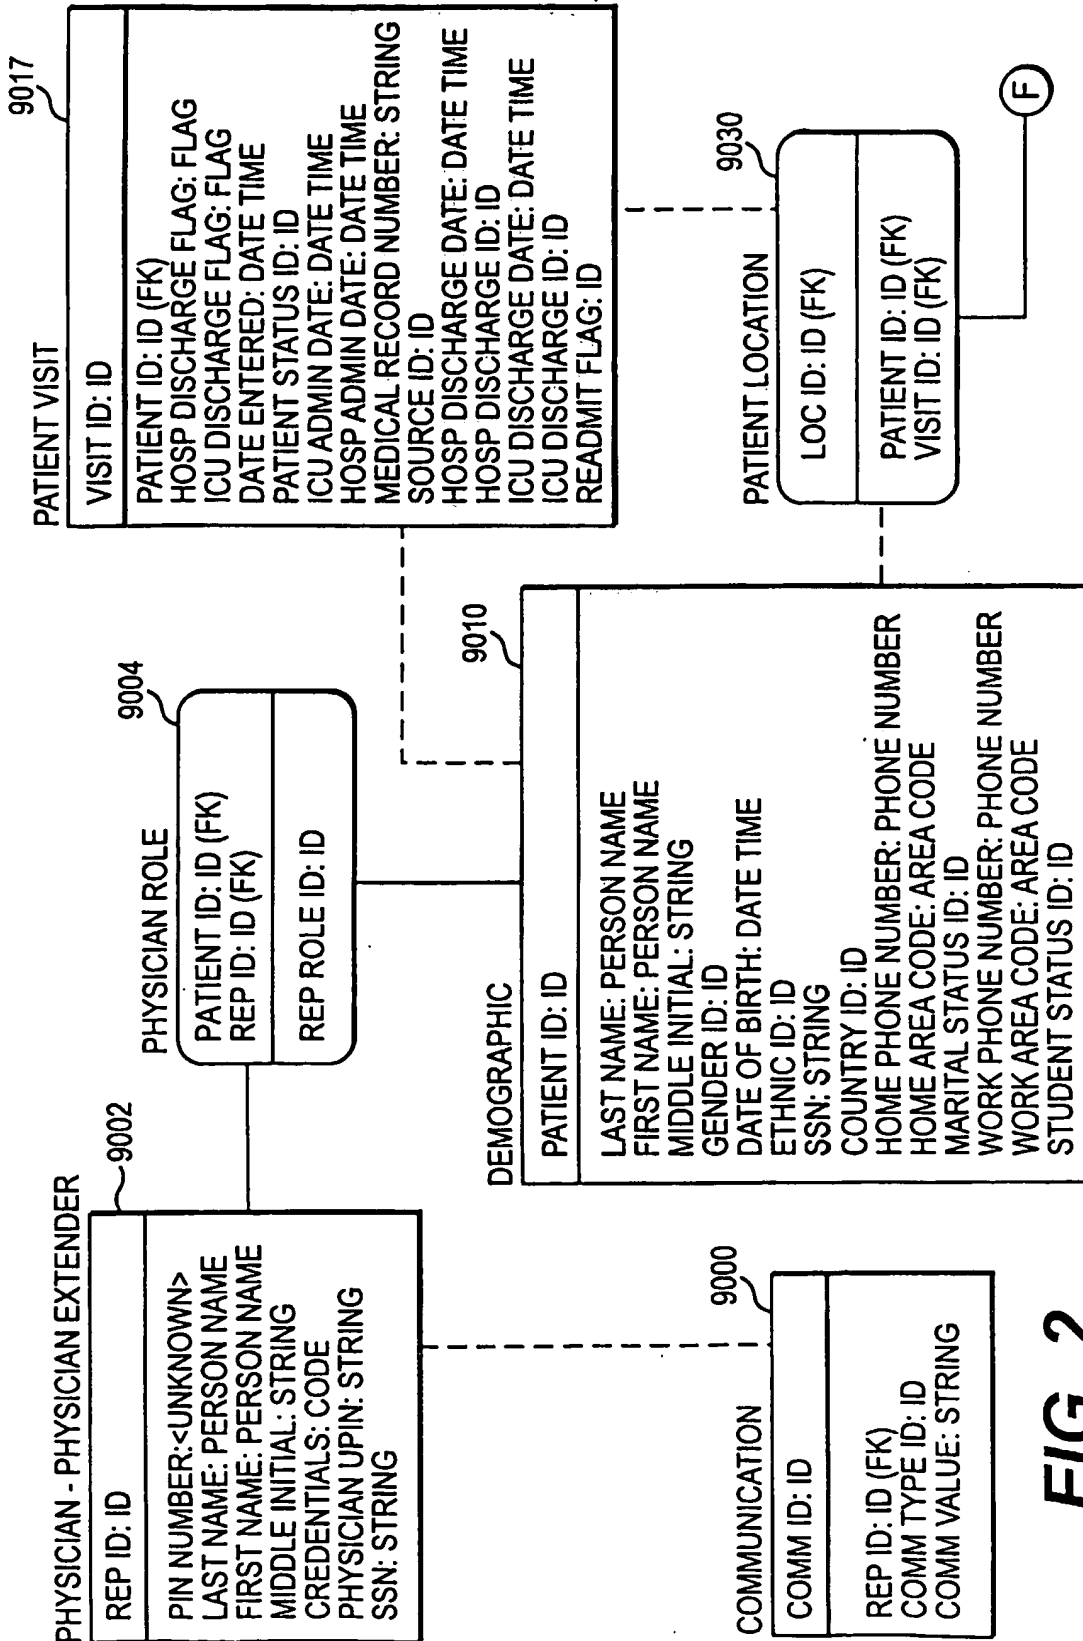 PHYSICIAN - PHYSICIAN EXTENDER
9002
REP ID: ID
PIN NUMBER:<UNKNOWN>
LAST NAME: PERSON NAME
FIRST NAME: PERSON NAME
MIDDLE INITIAL: STRING
CREDENTIALS: CODE
PHYSICIAN UPIN: STRING
SSN: STRING
PHYSICIAN ROLE
9004
PATIENT ID: ID (FK)
REP ID: ID (FK)
REP ROLE ID: ID
PATIENT VISIT
9017
VISIT ID: ID
PATIENT ID: ID (FK)
HOSP DISCHARGE FLAG: FLAG
ICU DISCHARGE FLAG: FLAG
DATE ENTERED: DATE TIME
PATIENT STATUS ID: ID
ICU ADMIN DATE: DATE TIME
HOSP ADMIN DATE: DATE TIME
MEDICAL RECORD NUMBER: STRING
SOURCE ID: ID
HOSP DISCHARGE DATE: DATE TIME
HOSP DISCHARGE ID: ID
ICU DISCHARGE DATE: DATE TIME
ICU DISCHARGE ID: ID
READMIT FLAG: ID
DEMOGRAPHIC
9010
PATIENT ID: ID
LAST NAME: PERSON NAME
FIRST NAME: PERSON NAME
MIDDLE INITIAL: STRING
GENDER ID: ID
DATE OF BIRTH: DATE TIME
ETHNIC ID: ID
SSN: STRING
COUNTRY ID: ID
HOME PHONE NUMBER: PHONE NUMBER
HOME AREA CODE: AREA CODE
MARITAL STATUS ID: ID
WORK PHONE NUMBER: PHONE NUMBER
WORK AREA CODE: AREA CODE
STUDENT STATUS ID: ID
PATIENT LOCATION
9030
LOC ID: ID (FK)
PATIENT ID: ID (FK)
VISIT ID: ID (FK)
F
COMMUNICATION
9000
COMM ID: ID
REP ID: ID (FK)
COMM TYPE ID: ID
COMM VALUE: STRING
FIG. 2